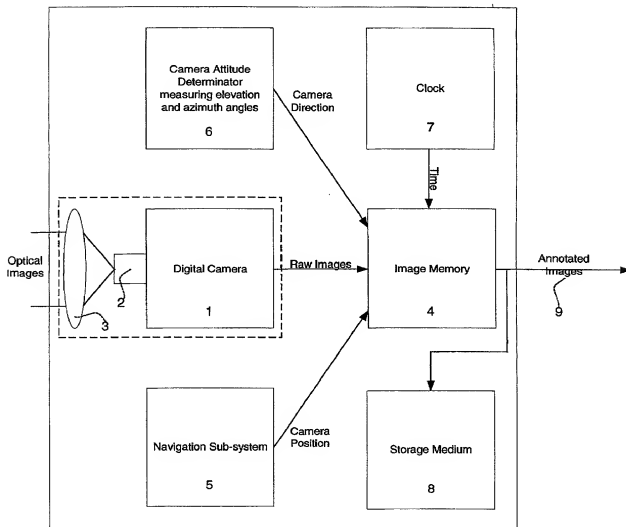 Camera Attitude
Determinator
measuring elevation
and azimuth angles
6
Camera
Direction
Clock
7
Time
Optical
Images
2
3
Digital Camera
1
Raw Images
Image Memory
4
Annotated
Images
9
Navigation Sub-system
5
Camera
Position
Storage Medium
8